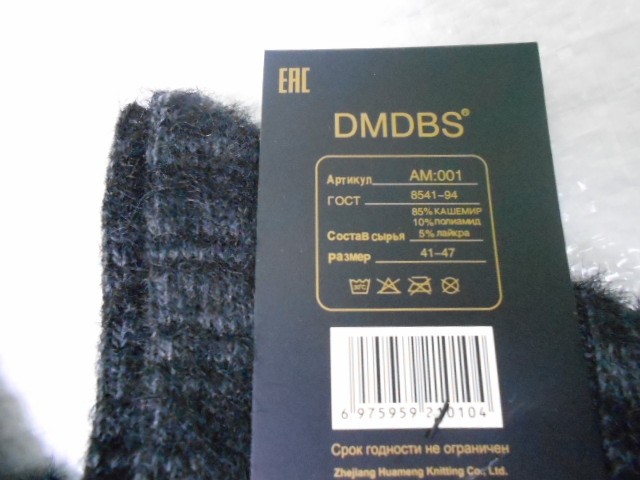 EAC
DMDBS®
Артикул AM:001
ГОСТ 8541-94
85% КАШЕМИР
10% полиамид
Состав сырья 5% лайкра
размер 41-47
30°C
6 975959 210104
Срок годности не ограничен
Zhejiang Huameng Knitting Co., Ltd.